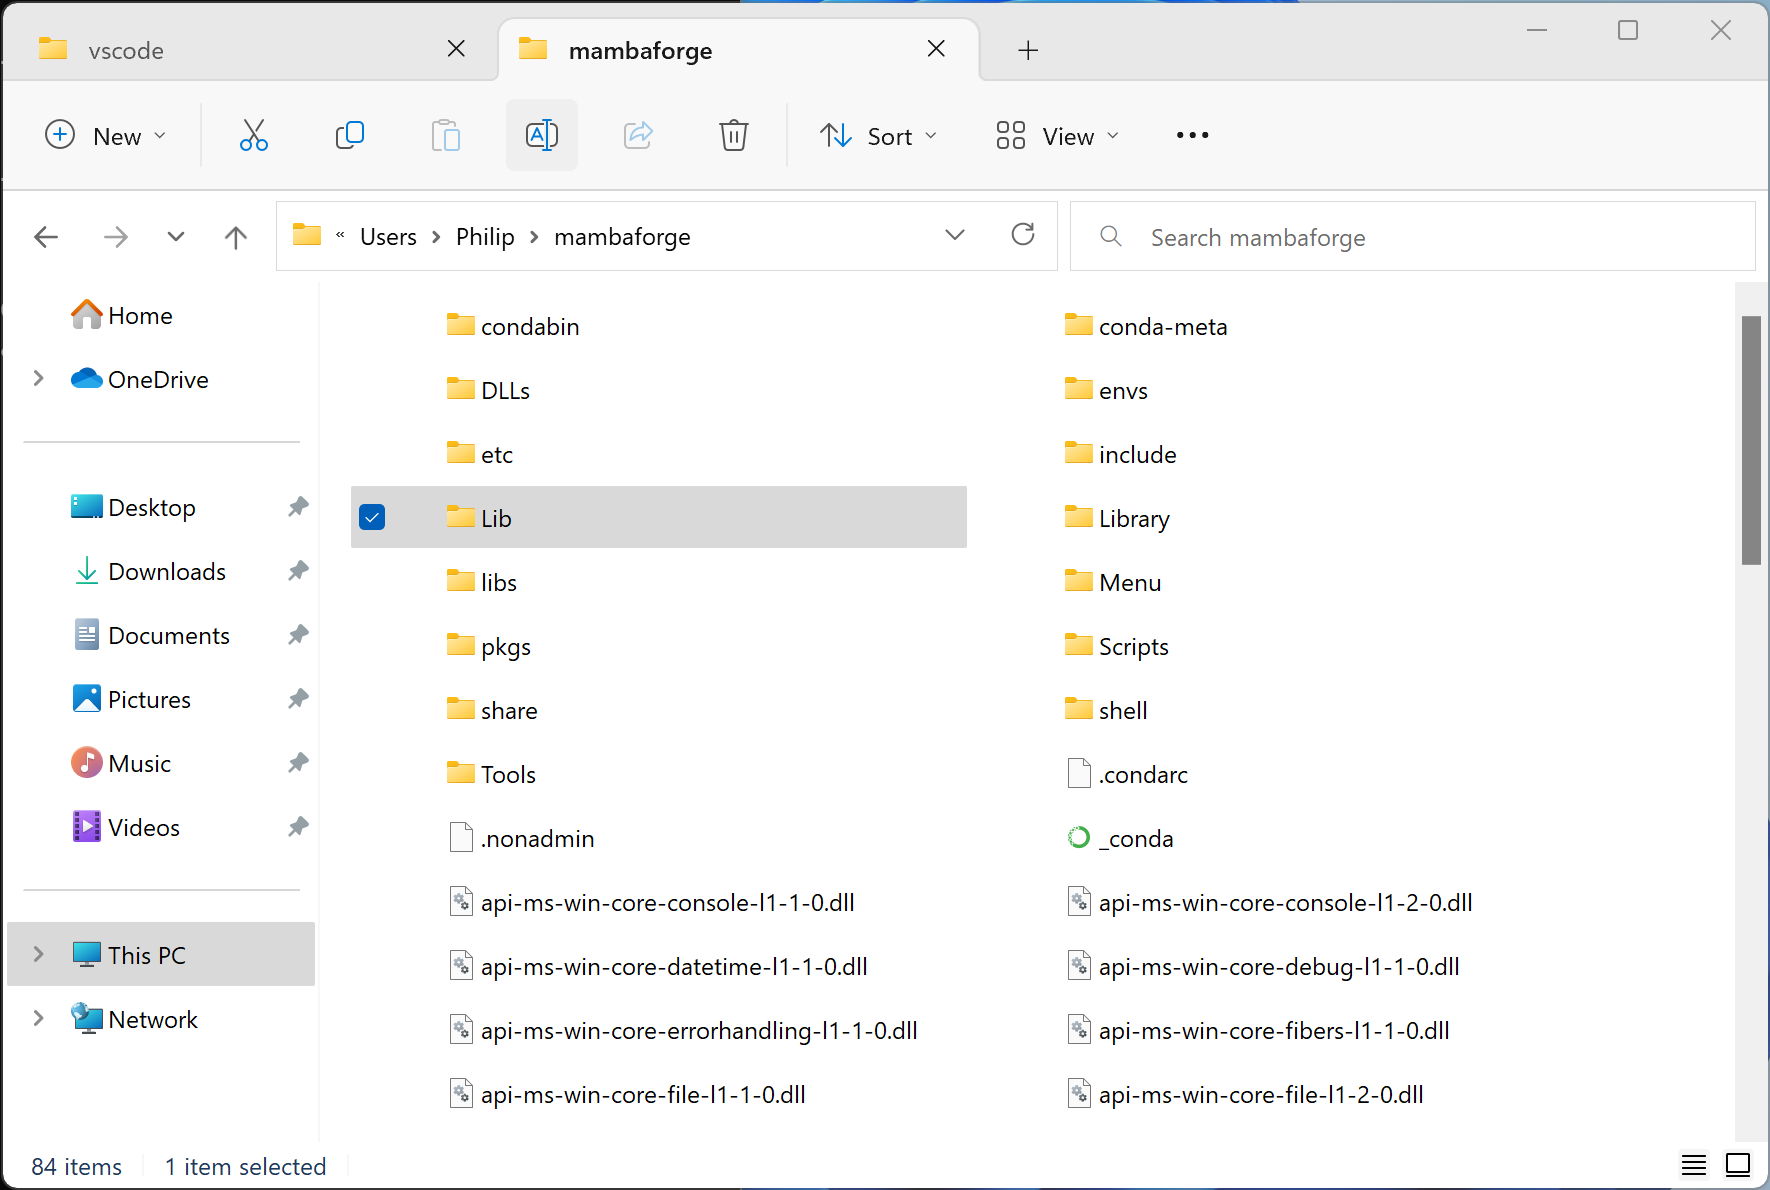 vscode
mambaforge
New
Sort
View
« Users > Philip > mambaforge
Search mambaforge
Home
OneDrive
Desktop
Downloads
Documents
Pictures
Music
Videos
This PC
Network
condabin
conda-meta
DLLs
envs
etc
include
Lib
Library
libs
Menu
pkgs
Scripts
share
shell
Tools
.condarc
.nonadmin
_conda
api-ms-win-core-console-l1-1-0.dll
api-ms-win-core-console-l1-2-0.dll
api-ms-win-core-datetime-l1-1-0.dll
api-ms-win-core-debug-l1-1-0.dll
api-ms-win-core-errorhandling-l1-1-0.dll
api-ms-win-core-fibers-l1-1-0.dll
api-ms-win-core-file-l1-1-0.dll
api-ms-win-core-file-l1-2-0.dll
84 items
1 item selected